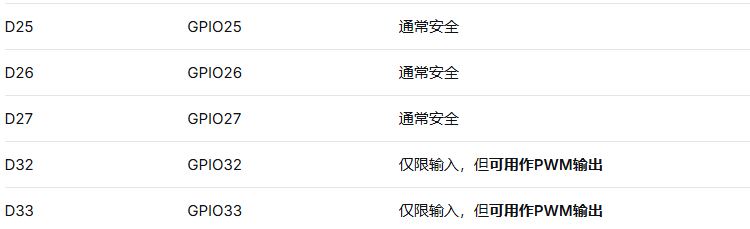 D25 GPIO25 通常安全
D26 GPIO26 通常安全
D27 GPIO27 通常安全
D32 GPIO32 仅限输入，但可用作PWM输出
D33 GPIO33 仅限输入，但可用作PWM输出